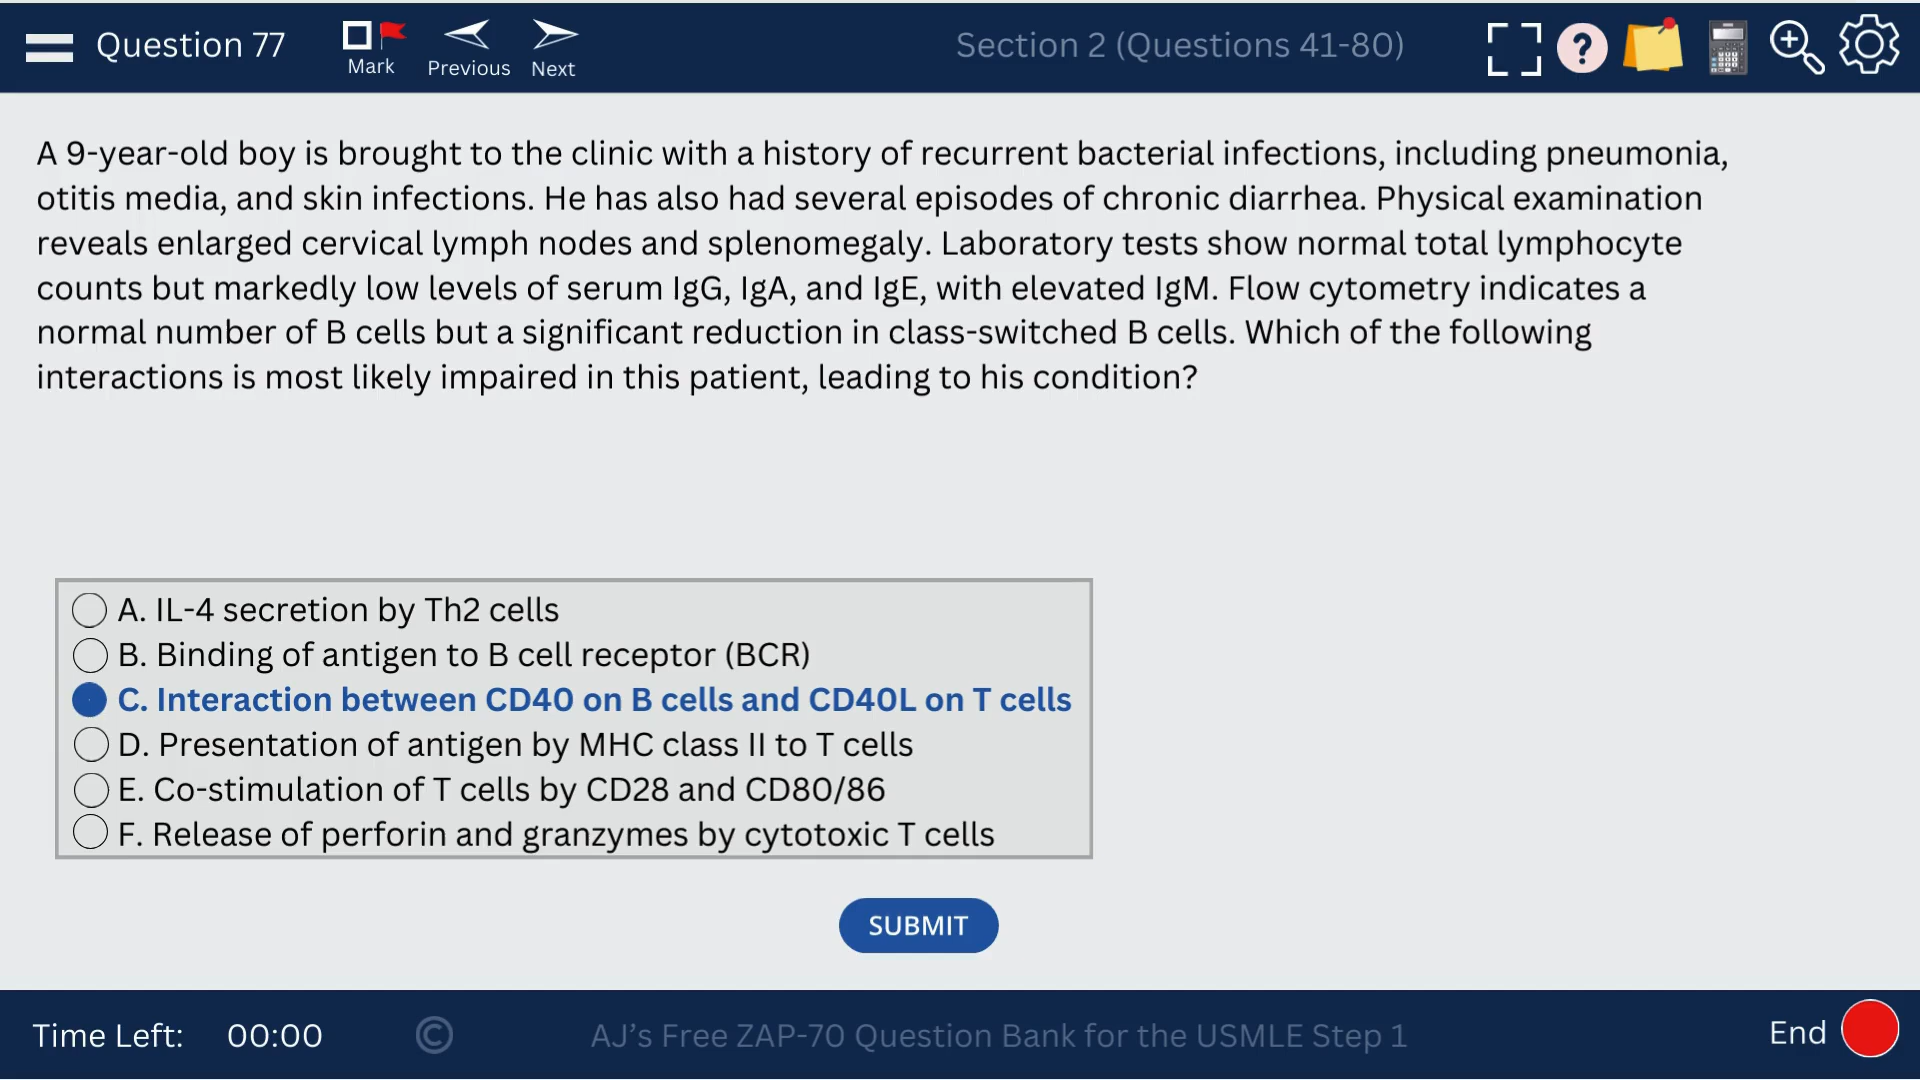 Question 77
Mark
Previous
Next
Section 2 (Questions 41-80)
?
A 9-year-old boy is brought to the clinic with a history of recurrent bacterial infections, including pneumonia,
otitis media, and skin infections. He has also had several episodes of chronic diarrhea. Physical examination
reveals enlarged cervical lymph nodes and splenomegaly. Laboratory tests show normal total lymphocyte
counts but markedly low levels of serum IgG, IgA, and IgE, with elevated IgM. Flow cytometry indicates a
normal number of B cells but a significant reduction in class-switched B cells. Which of the following
interactions is most likely impaired in this patient, leading to his condition?
A. IL-4 secretion by Th2 cells
B. Binding of antigen to B cell receptor (BCR)
C. Interaction between CD40 on B cells and CD40L on T cells
D. Presentation of antigen by MHC class II to T cells
E. Co-stimulation of T cells by CD28 and CD80/86
F. Release of perforin and granzymes by cytotoxic T cells
SUBMIT
Time Left: 00:00
©
AJ’s Free ZAP-70 Question Bank for the USMLE Step 1
End